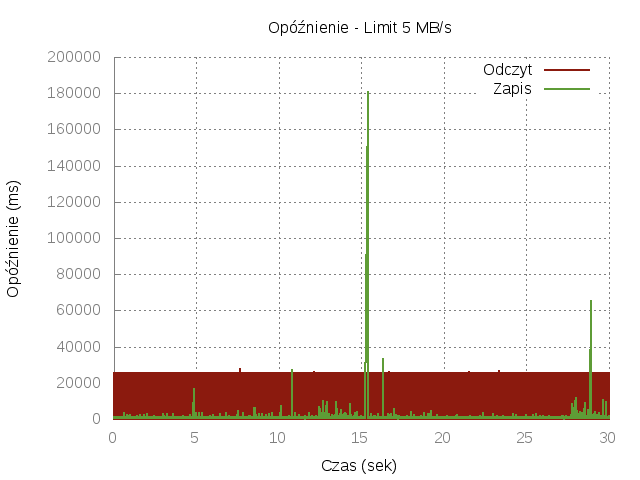 Opóźnienie - Limit 5 MB/s
Odczyt
Zapis
200000
180000
160000
140000
120000
100000
80000
60000
40000
20000
0
Opóźnienie (ms)
0 5 10 15 20 25 30
Czas (sek)